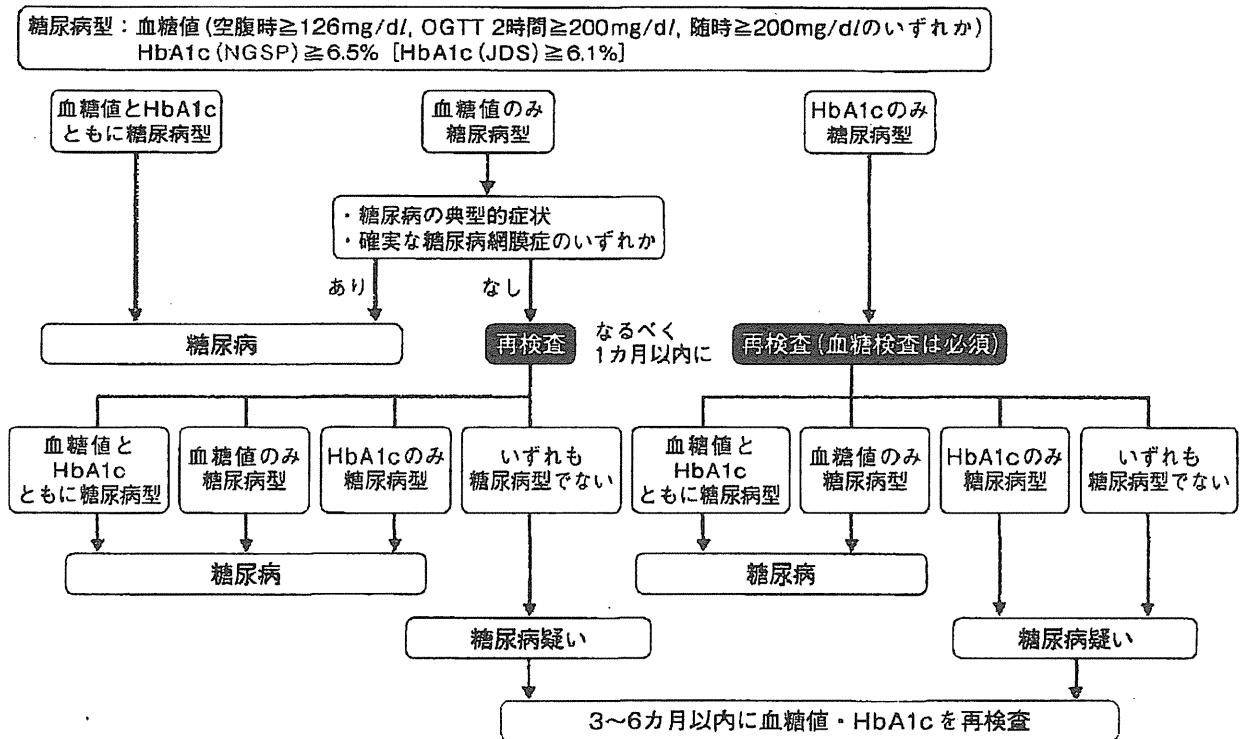 糖尿病型：血糖値(空腹時≧126mg/dl, OGTT 2時間≧200mg/dl, 随時≧200mg/dlのいずれか)
HbA1c(NGSP)≧6.5% [HbA1c(JDS)≧6.1%]
血糖値とHbA1c
ともに糖尿病型
血糖値のみ
糖尿病型
HbA1cのみ
糖尿病型
・糖尿病の典型的症状
・確実な糖尿病網膜症のいずれか
あり
なし
糖尿病
再検査
なるべく
1カ月以内に
再検査(血糖検査は必須)
血糖値と
HbA1c
ともに糖尿病型
血糖値のみ
糖尿病型
HbA1cのみ
糖尿病型
いずれも
糖尿病型でない
血糖値と
HbA1c
ともに糖尿病型
血糖値のみ
糖尿病型
HbA1cのみ
糖尿病型
いずれも
糖尿病型でない
糖尿病
糖尿病
糖尿病疑い
糖尿病疑い
3〜6カ月以内に血糖値・HbA1cを再検査